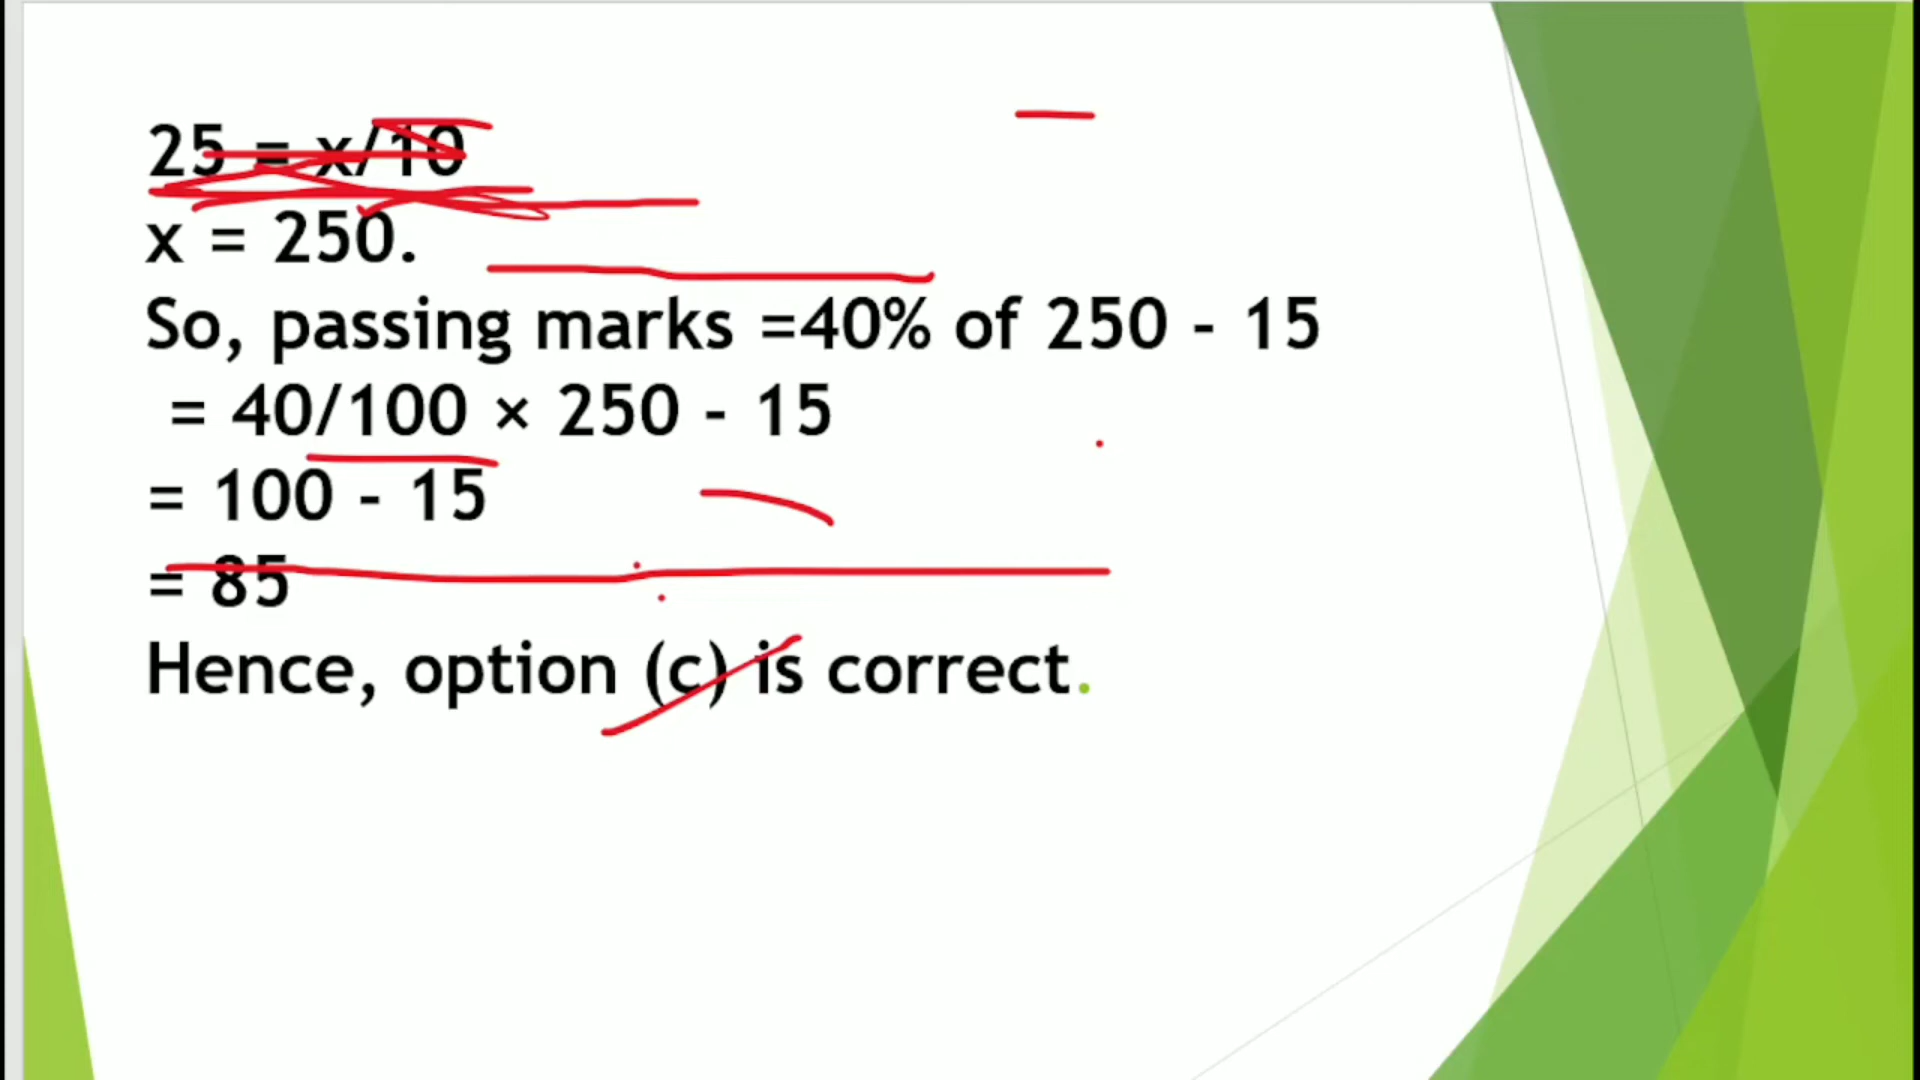 25 = x/10
x = 250.
So, passing marks =40% of 250 - 15
= 40/100 × 250 - 15
= 100 - 15
= 85
Hence, option (c) is correct.